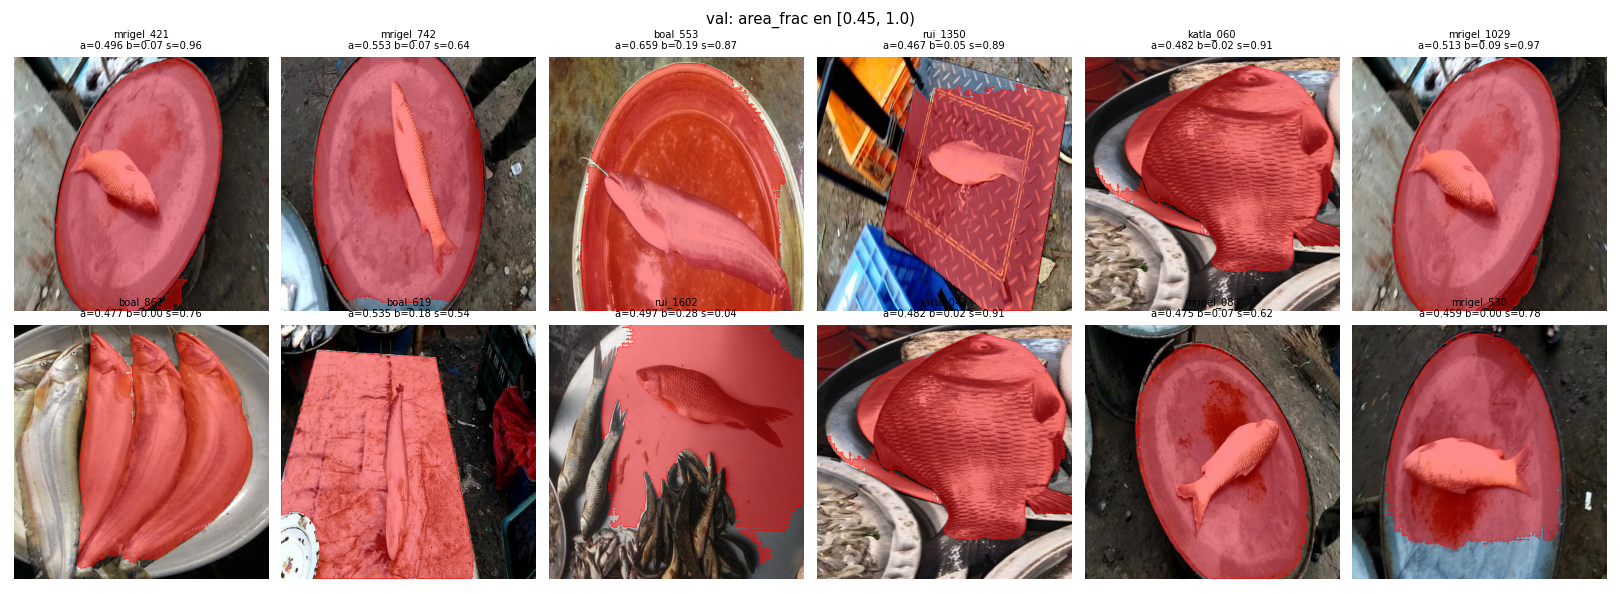 val: area_frac en [0.45, 1.0)
mrigel_421
a=0.496 b=0.07 s=0.96
mrigel_742
a=0.553 b=0.07 s=0.64
boal_553
a=0.659 b=0.19 s=0.87
rui_1350
a=0.467 b=0.05 s=0.89
katla_060
a=0.482 b=0.02 s=0.91
mrigel_1029
a=0.513 b=0.09 s=0.97
a=0.477 b=0.00 s=0.76
boal_619
a=0.535 b=0.18 s=0.54
rui_1602
a=0.497 b=0.28 s=0.04
a=0.482 b=0.02 s=0.91
a=0.475 b=0.07 s=0.62
mrigel_530
a=0.459 b=0.00 s=0.78